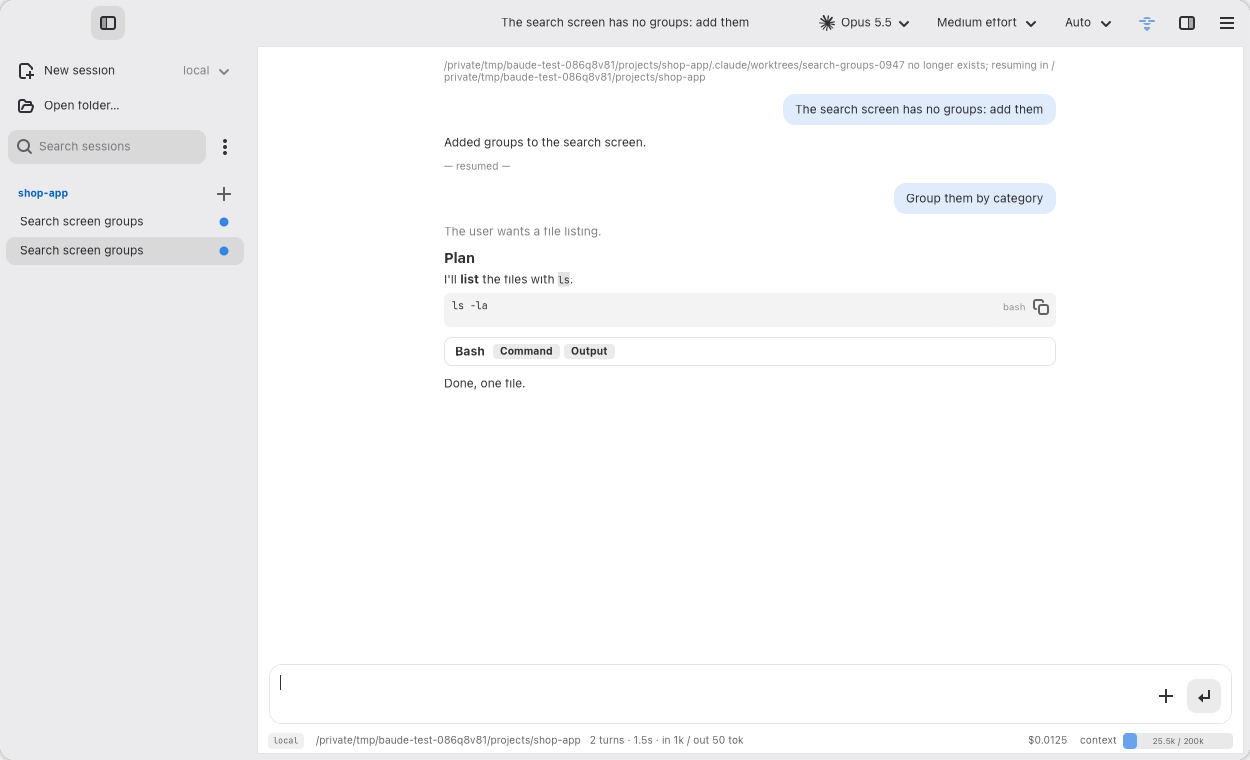 The search screen has no groups: add them
Opus 5.5
Medium effort
Auto
New session
local
Open folder...
Search sessions
shop-app
Search screen groups
Search screen groups
/private/tmp/baude-test-086q8v81/projects/shop-app/.claude/worktrees/search-groups-0947 no longer exists; resuming in /
private/tmp/baude-test-086q8v81/projects/shop-app
The search screen has no groups: add them
Added groups to the search screen.
— resumed —
Group them by category
The user wants a file listing.
Plan
I'll list the files with ls.
ls -la
bash
Bash Command Output
Done, one file.
local /private/tmp/baude-test-086q8v81/projects/shop-app 2 turns · 1.5s · in 1k / out 50 tok
$0.0125 context 25.5k / 200k